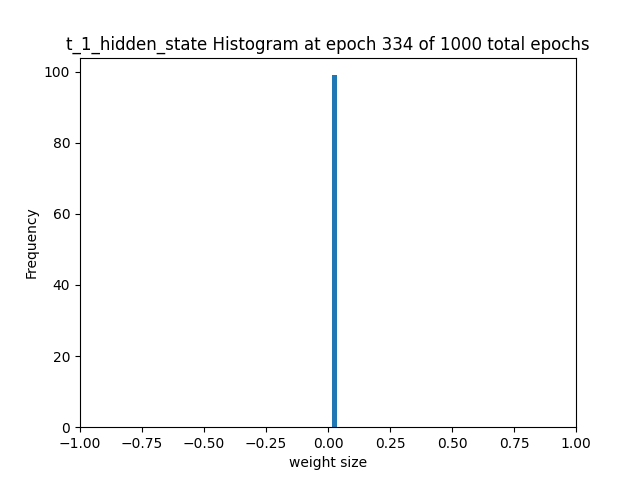 t_1_hidden_state Histogram at epoch 334 of 1000 total epochs
100
80
60
40
20
0
Frequency
−1.00 −0.75 −0.50 −0.25 0.00 0.25 0.50 0.75 1.00
weight size